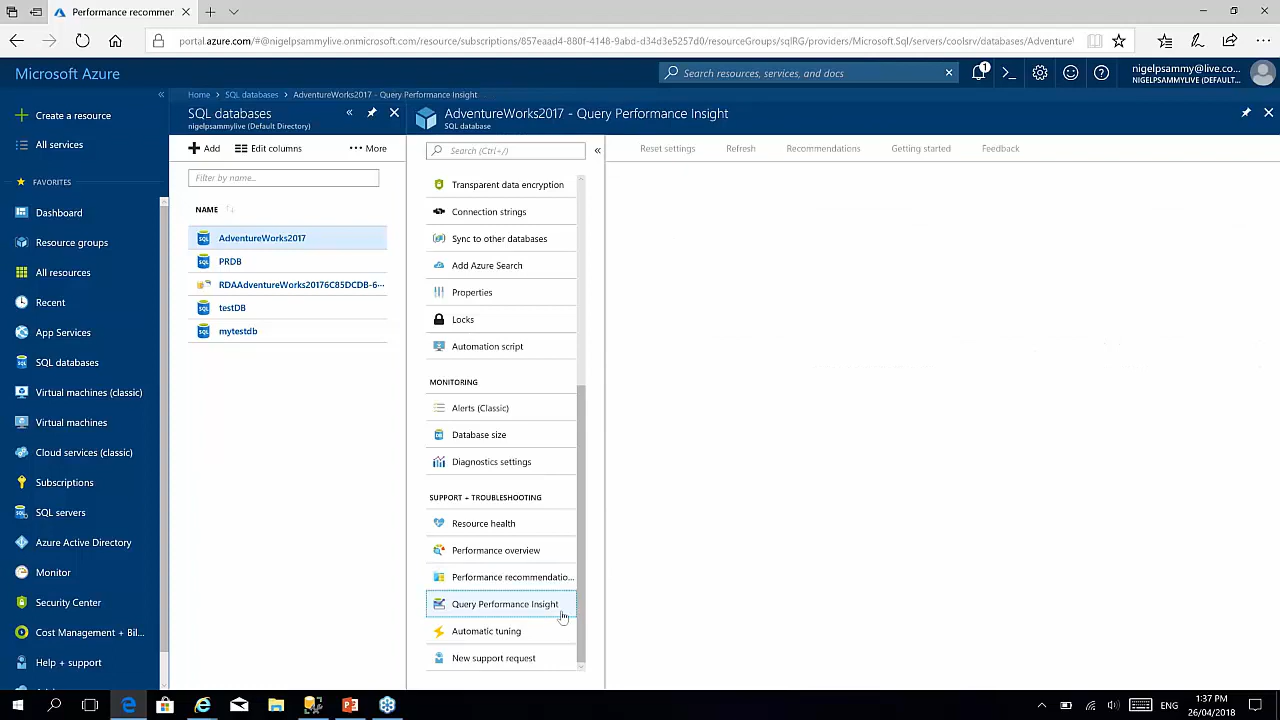 Performance recommer
portal.azure.com/#@nigelpsammylive.onmicrosoft.com/resource/subscriptions/857eaad4-880f-4148-9abd-d34d3e5257d0/resourceGroups/sqlRG/providers/Microsoft.Sql/servers/coolsrv/databases/Adventure
Microsoft Azure
Search resources, services, and docs
1
nigelpsammy@live.co...
NIGELPSAMMYLIVE (DEFAULT...
Home > SQL databases > AdventureWorks2017 - Query Performance Insight
Create a resource
All services
FAVORITES
Dashboard
Resource groups
All resources
Recent
App Services
SQL databases
Virtual machines (classic)
Virtual machines
Cloud services (classic)
Subscriptions
SQL servers
Azure Active Directory
Monitor
Security Center
Cost Management + Bil...
Help + support
SQL databases
nigelpsammylive (Default Directory)
Add
Edit columns
More
Filter by name...
NAME
AdventureWorks2017
PRDB
RDAAdventureWorks20176C85DCDB-6...
testDB
mytestdb
AdventureWorks2017 - Query Performance Insight
SQL database
Search (Ctrl+/)
Transparent data encryption
Connection strings
Sync to other databases
Add Azure Search
Properties
Locks
Automation script
MONITORING
Alerts (Classic)
Database size
Diagnostics settings
SUPPORT + TROUBLESHOOTING
Resource health
Performance overview
Performance recommendatio...
Query Performance Insight
Automatic tuning
New support request
Reset settings
Refresh
Recommendations
Getting started
Feedback
ENG
1:37 PM
26/04/2018